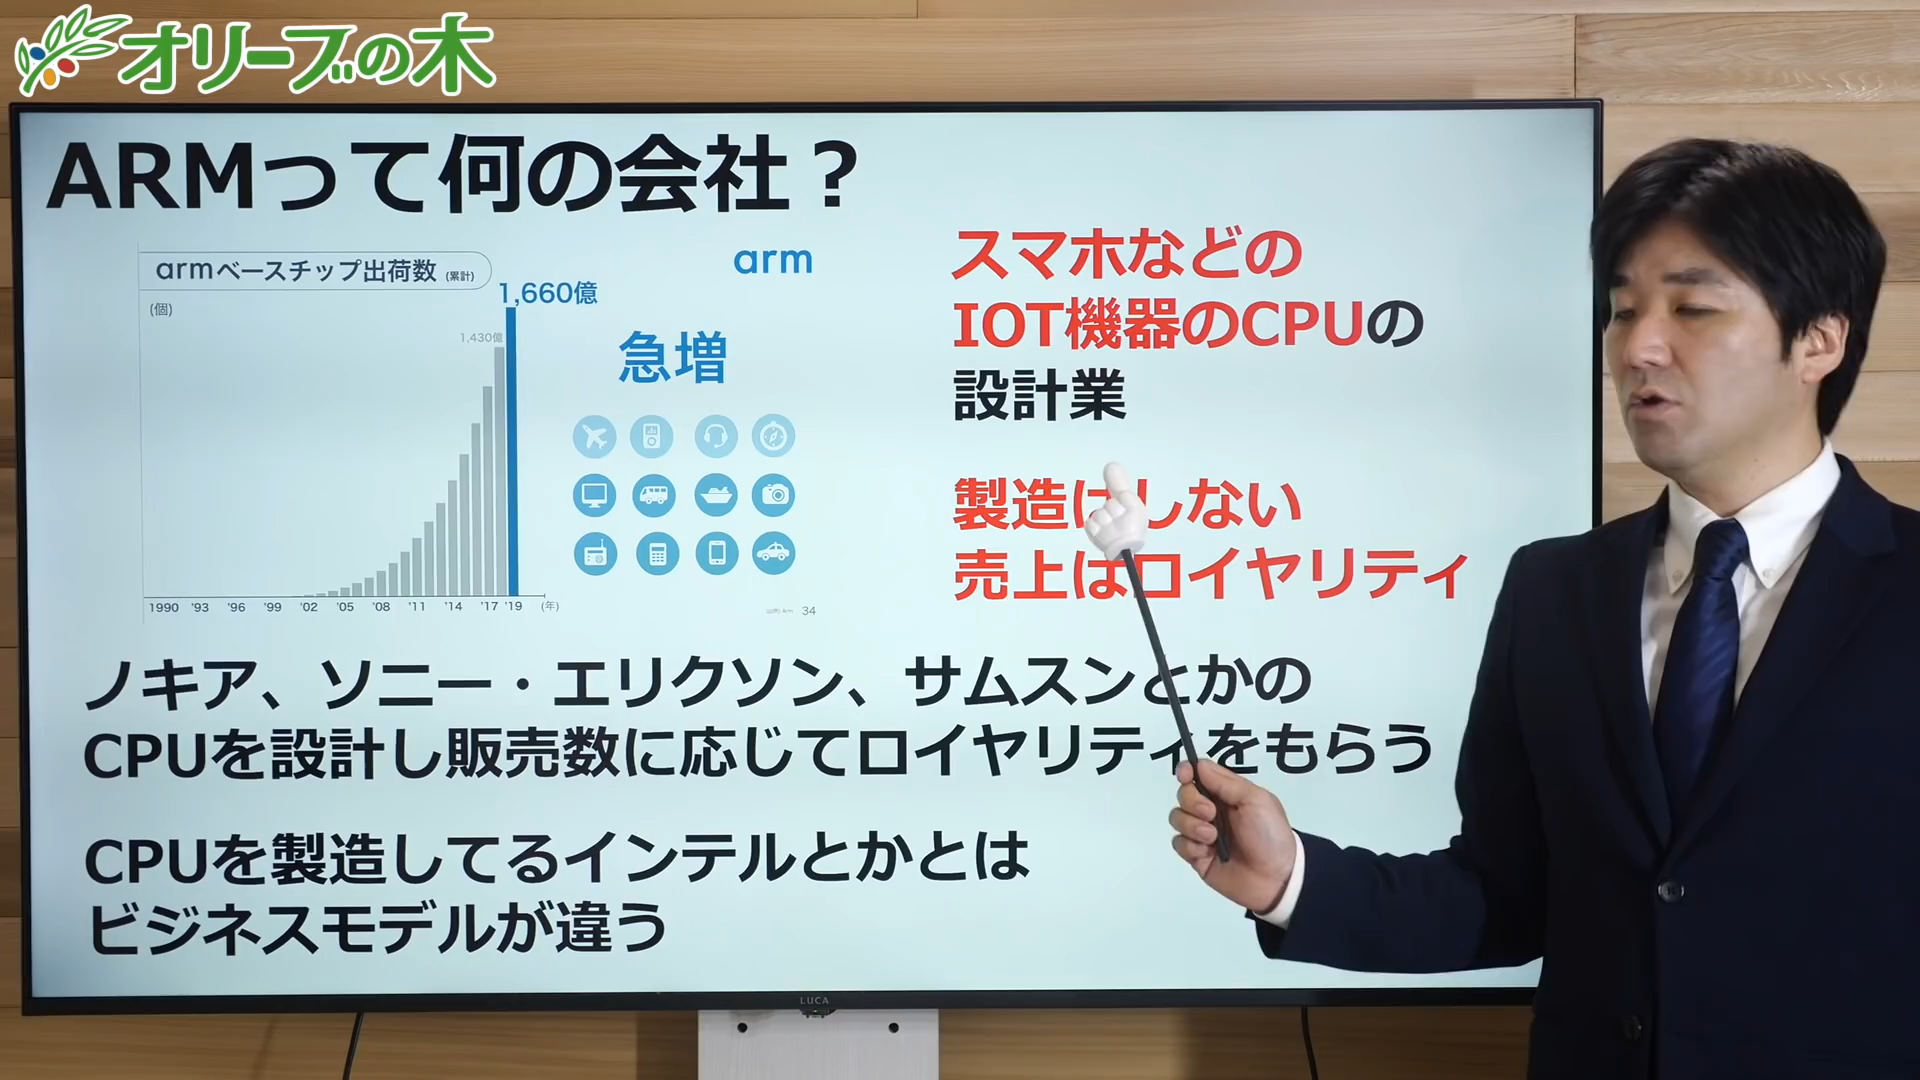 オリーブの木
ARMって何の会社？
armベースチップ出荷数 (累計)
arm
(個)
1,660億
1,430億
急増
1990 '93 '96 '99 '02 '05 '08 '11 '14 '17 '19 (年)
34
スマホなどの
IOT機器のCPUの
設計業
製造はしない
売上はロイヤリティ
ノキア、ソニー・エリクソン、サムスンとかの
CPUを設計し販売数に応じてロイヤリティをもらう
CPUを製造してるインテルとかとは
ビジネスモデルが違う
LUCA